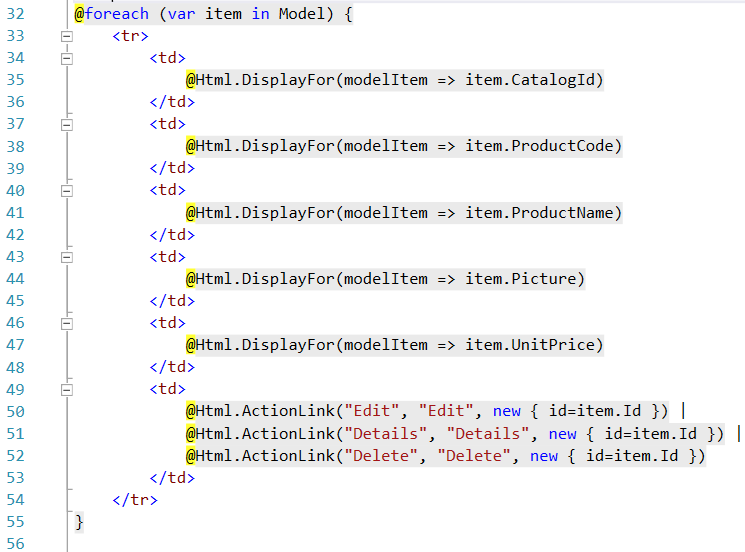 32 @foreach (var item in Model) {
33 <tr>
34 <td>
35 @Html.DisplayFor(modelItem => item.CatalogId)
36 </td>
37 <td>
38 @Html.DisplayFor(modelItem => item.ProductCode)
39 </td>
40 <td>
41 @Html.DisplayFor(modelItem => item.ProductName)
42 </td>
43 <td>
44 @Html.DisplayFor(modelItem => item.Picture)
45 </td>
46 <td>
47 @Html.DisplayFor(modelItem => item.UnitPrice)
48 </td>
49 <td>
50 @Html.ActionLink("Edit", "Edit", new { id=item.Id }) |
51 @Html.ActionLink("Details", "Details", new { id=item.Id }) |
52 @Html.ActionLink("Delete", "Delete", new { id=item.Id })
53 </td>
54 </tr>
55 }
56